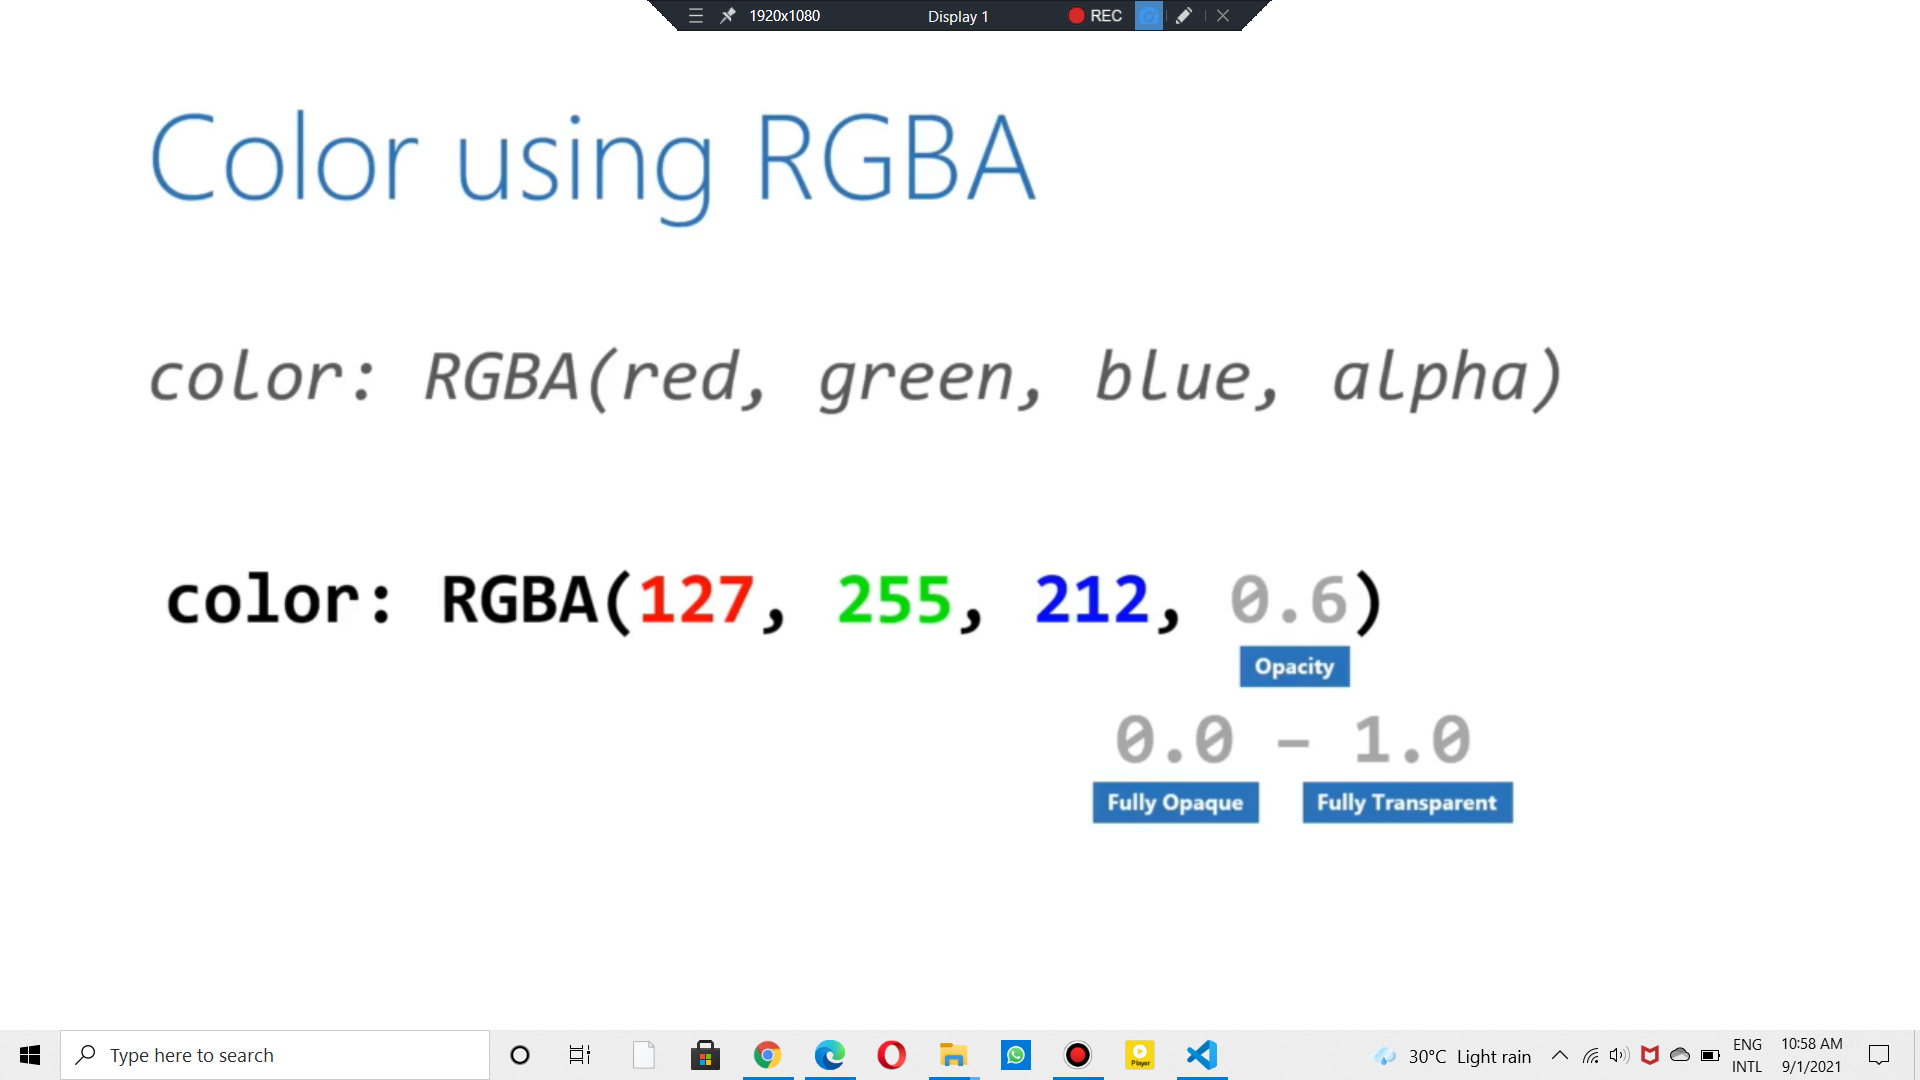 1920x1080 Display 1 REC
Color using RGBA
color: RGBA(red, green, blue, alpha)
color: RGBA(127, 255, 212, 0.6)
Opacity
0.0 – 1.0
Fully Opaque Fully Transparent
Type here to search
Player
30°C Light rain
ENG
INTL
10:58 AM
9/1/2021